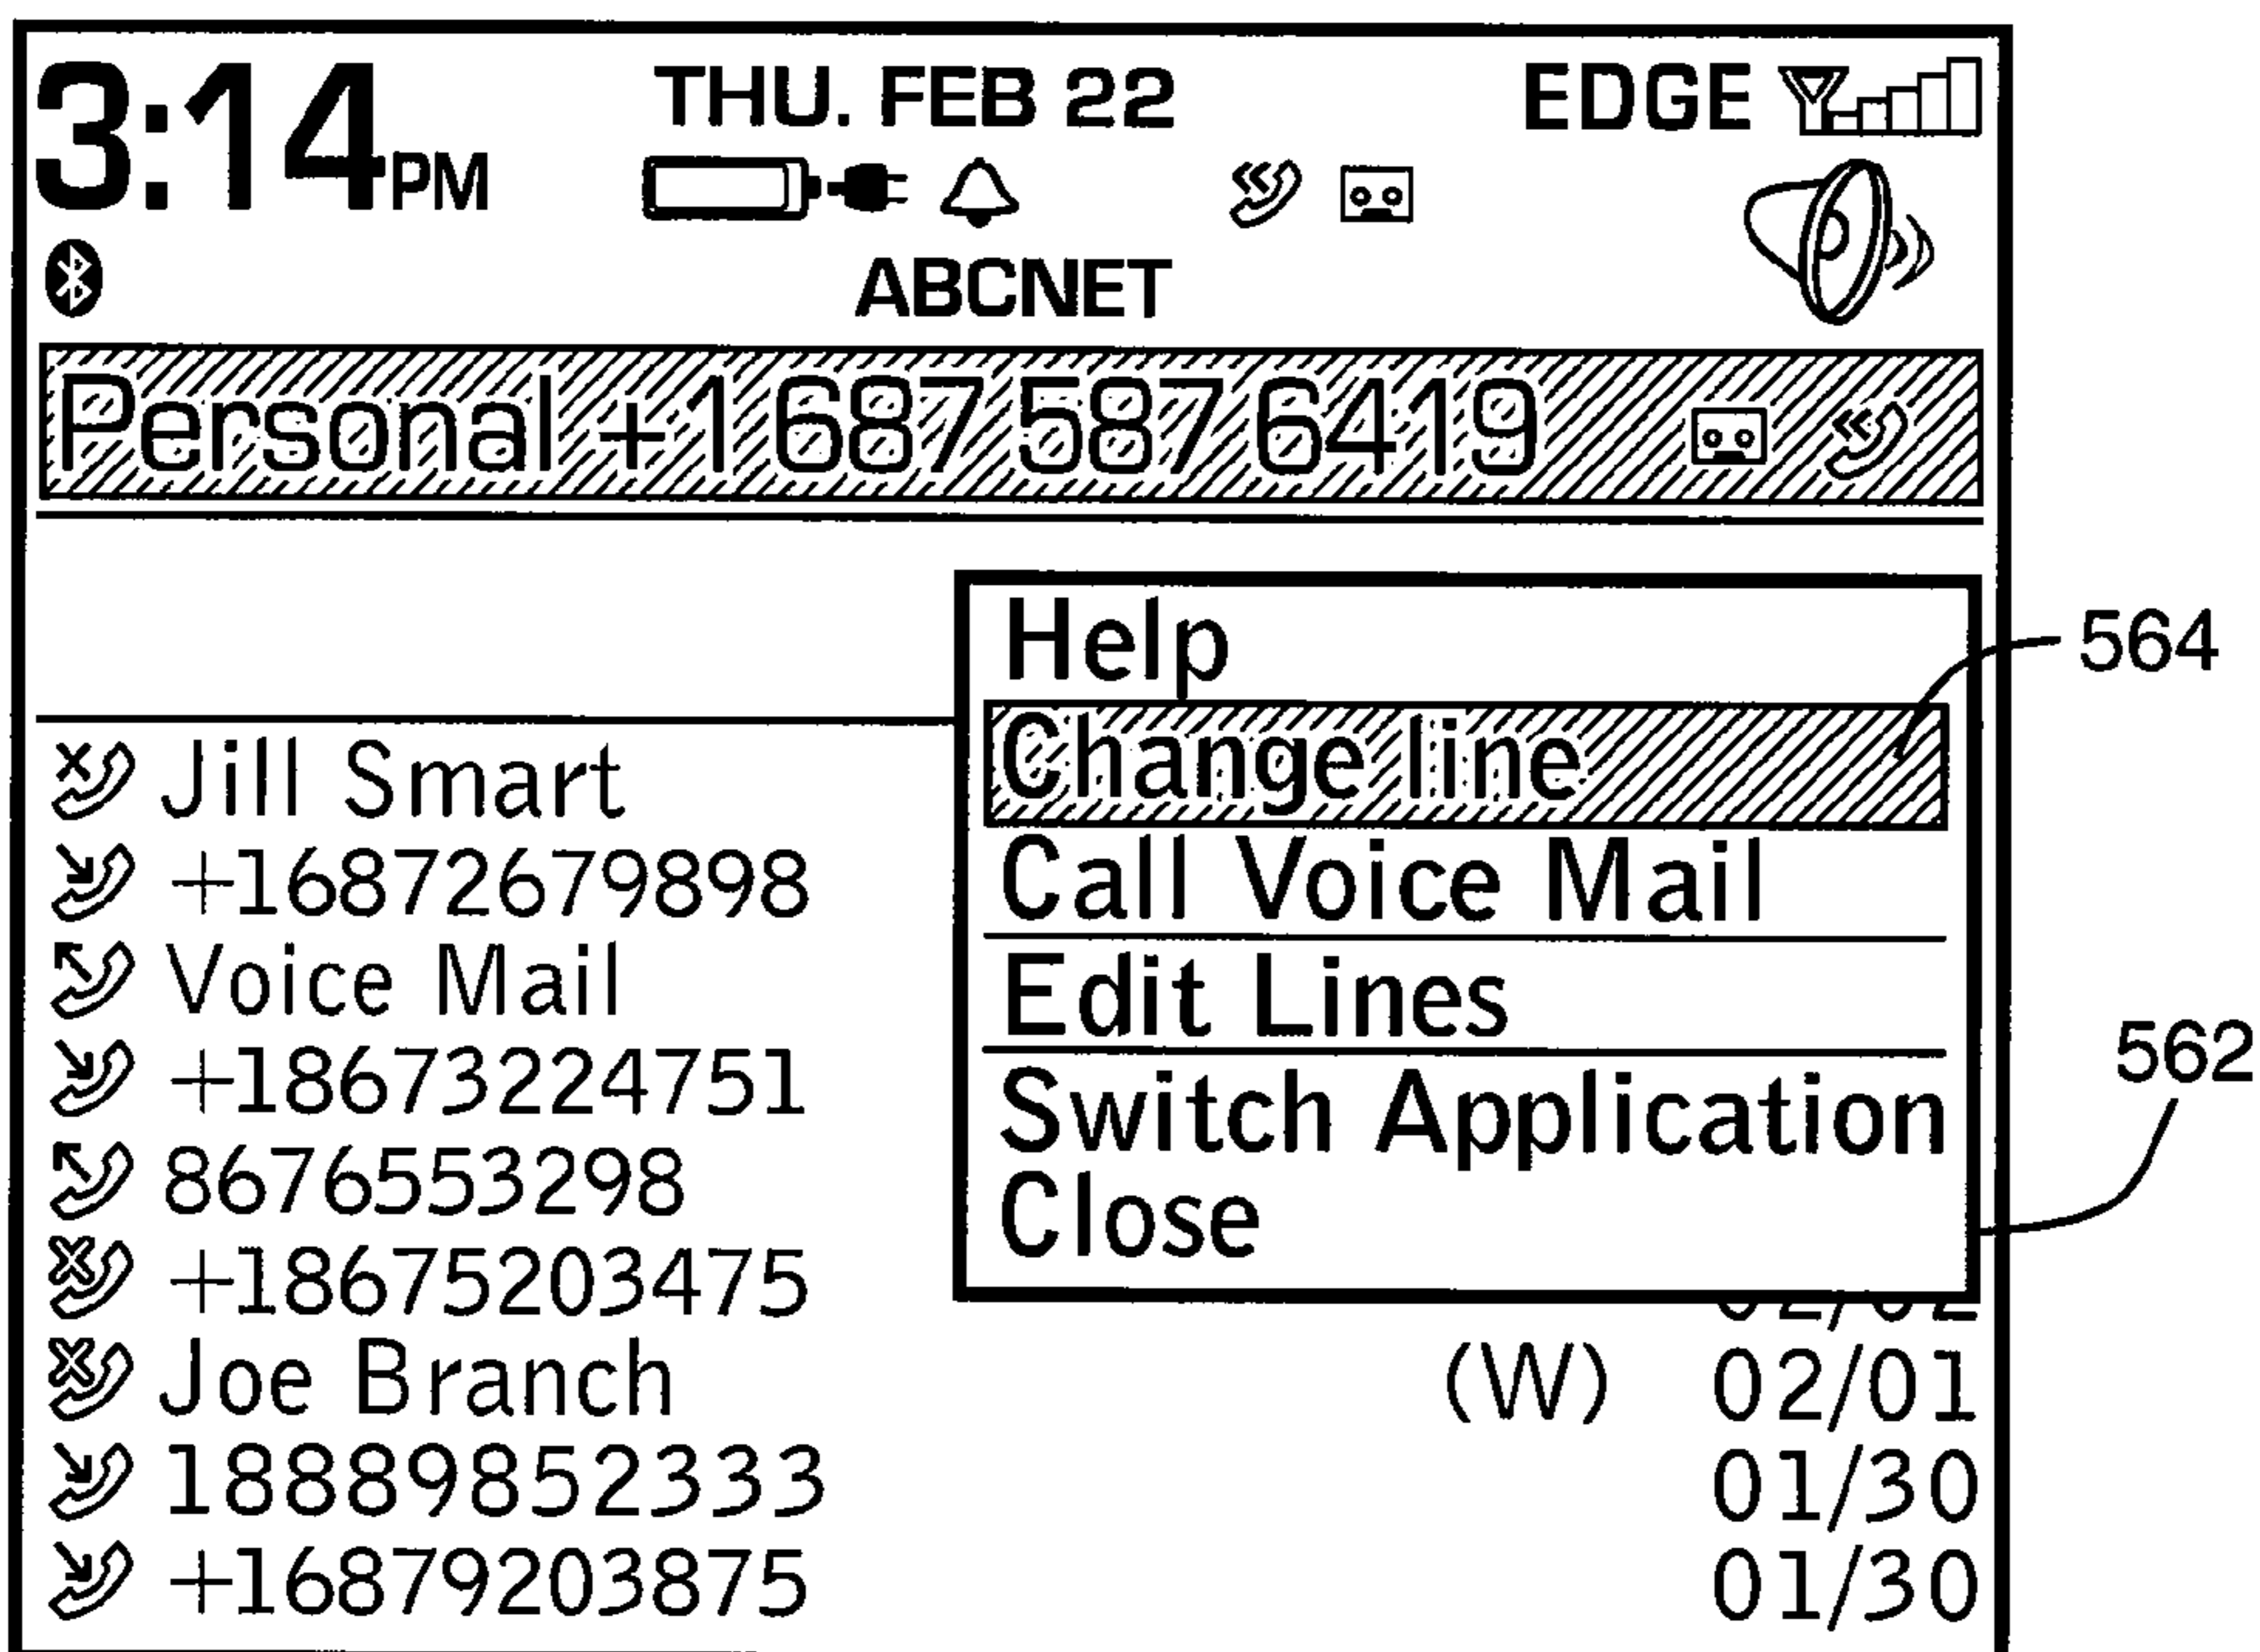 3:14PM THU. FEB 22 EDGE
ABCNET
Personal +1 687 587 6419
Help
Change line
Call Voice Mail
Edit Lines
Switch Application
Close
564
562
Jill Smart
+16872679898
Voice Mail
+18673224751
8676553298
+18675203475
Joe Branch (W) 02/01
18889852333 01/30
+16879203875 01/30